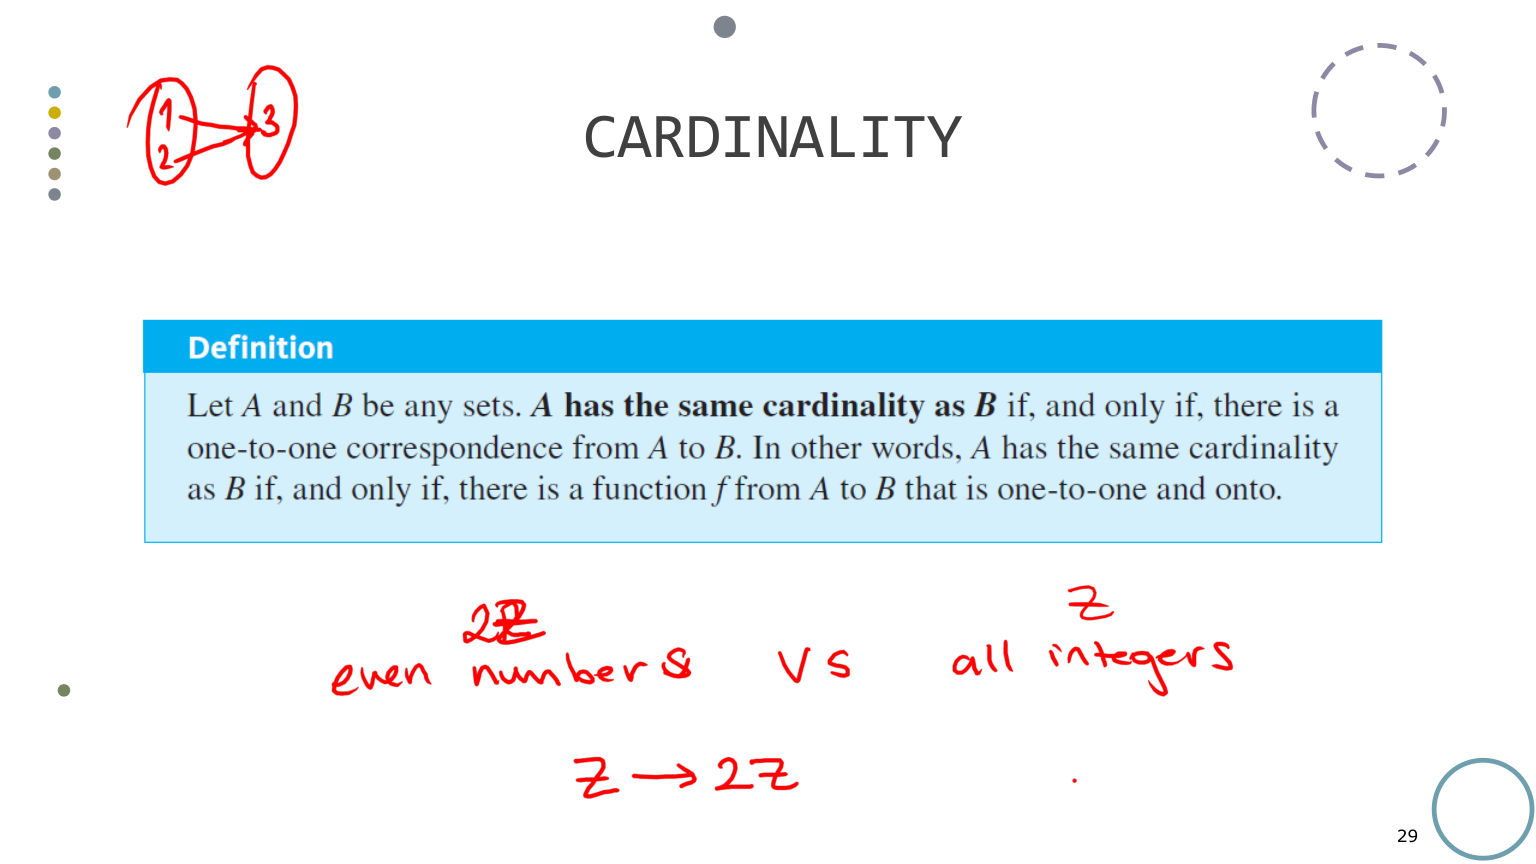 1
2
3
CARDINALITY
Definition
Let A and B be any sets. A has the same cardinality as B if, and only if, there is a
one-to-one correspondence from A to B. In other words, A has the same cardinality
as B if, and only if, there is a function f from A to B that is one-to-one and onto.
2Z Z
even numbers vs all integers
Z → 2Z
29